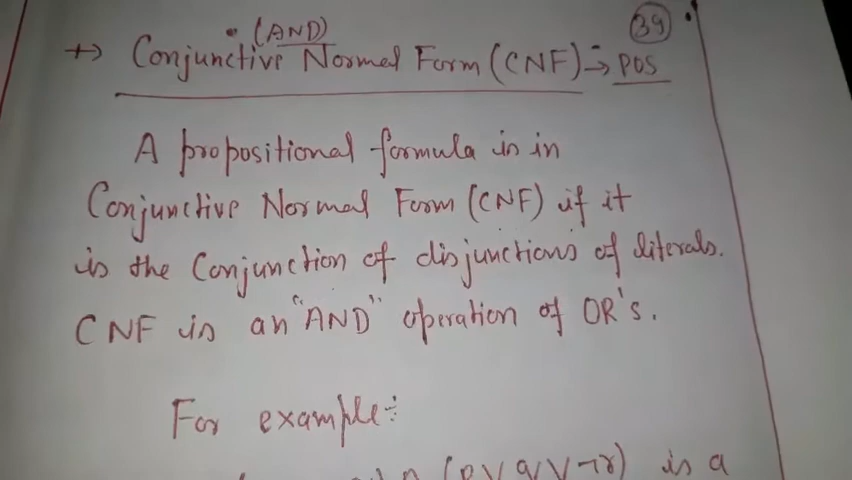 39
(AND)
+) Conjunctive Normal Form (CNF) → POS
A propositional formula is in
Conjunctive Normal Form (CNF) if it
is the Conjunction of disjunctions of literals.
CNF is an "AND" operation of OR's.
For example:
(p ∨ q ∨ ¬r) is a